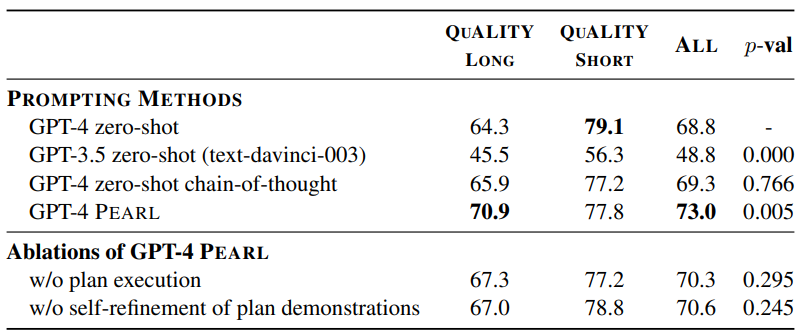 QUALITY QUALITY ALL p-val
LONG SHORT
PROMPTING METHODS
GPT-4 zero-shot 64.3 79.1 68.8 -
GPT-3.5 zero-shot (text-davinci-003) 45.5 56.3 48.8 0.000
GPT-4 zero-shot chain-of-thought 65.9 77.2 69.3 0.766
GPT-4 PEARL 70.9 77.8 73.0 0.005
Ablations of GPT-4 PEARL
w/o plan execution 67.3 77.2 70.3 0.295
w/o self-refinement of plan demonstrations 67.0 78.8 70.6 0.245